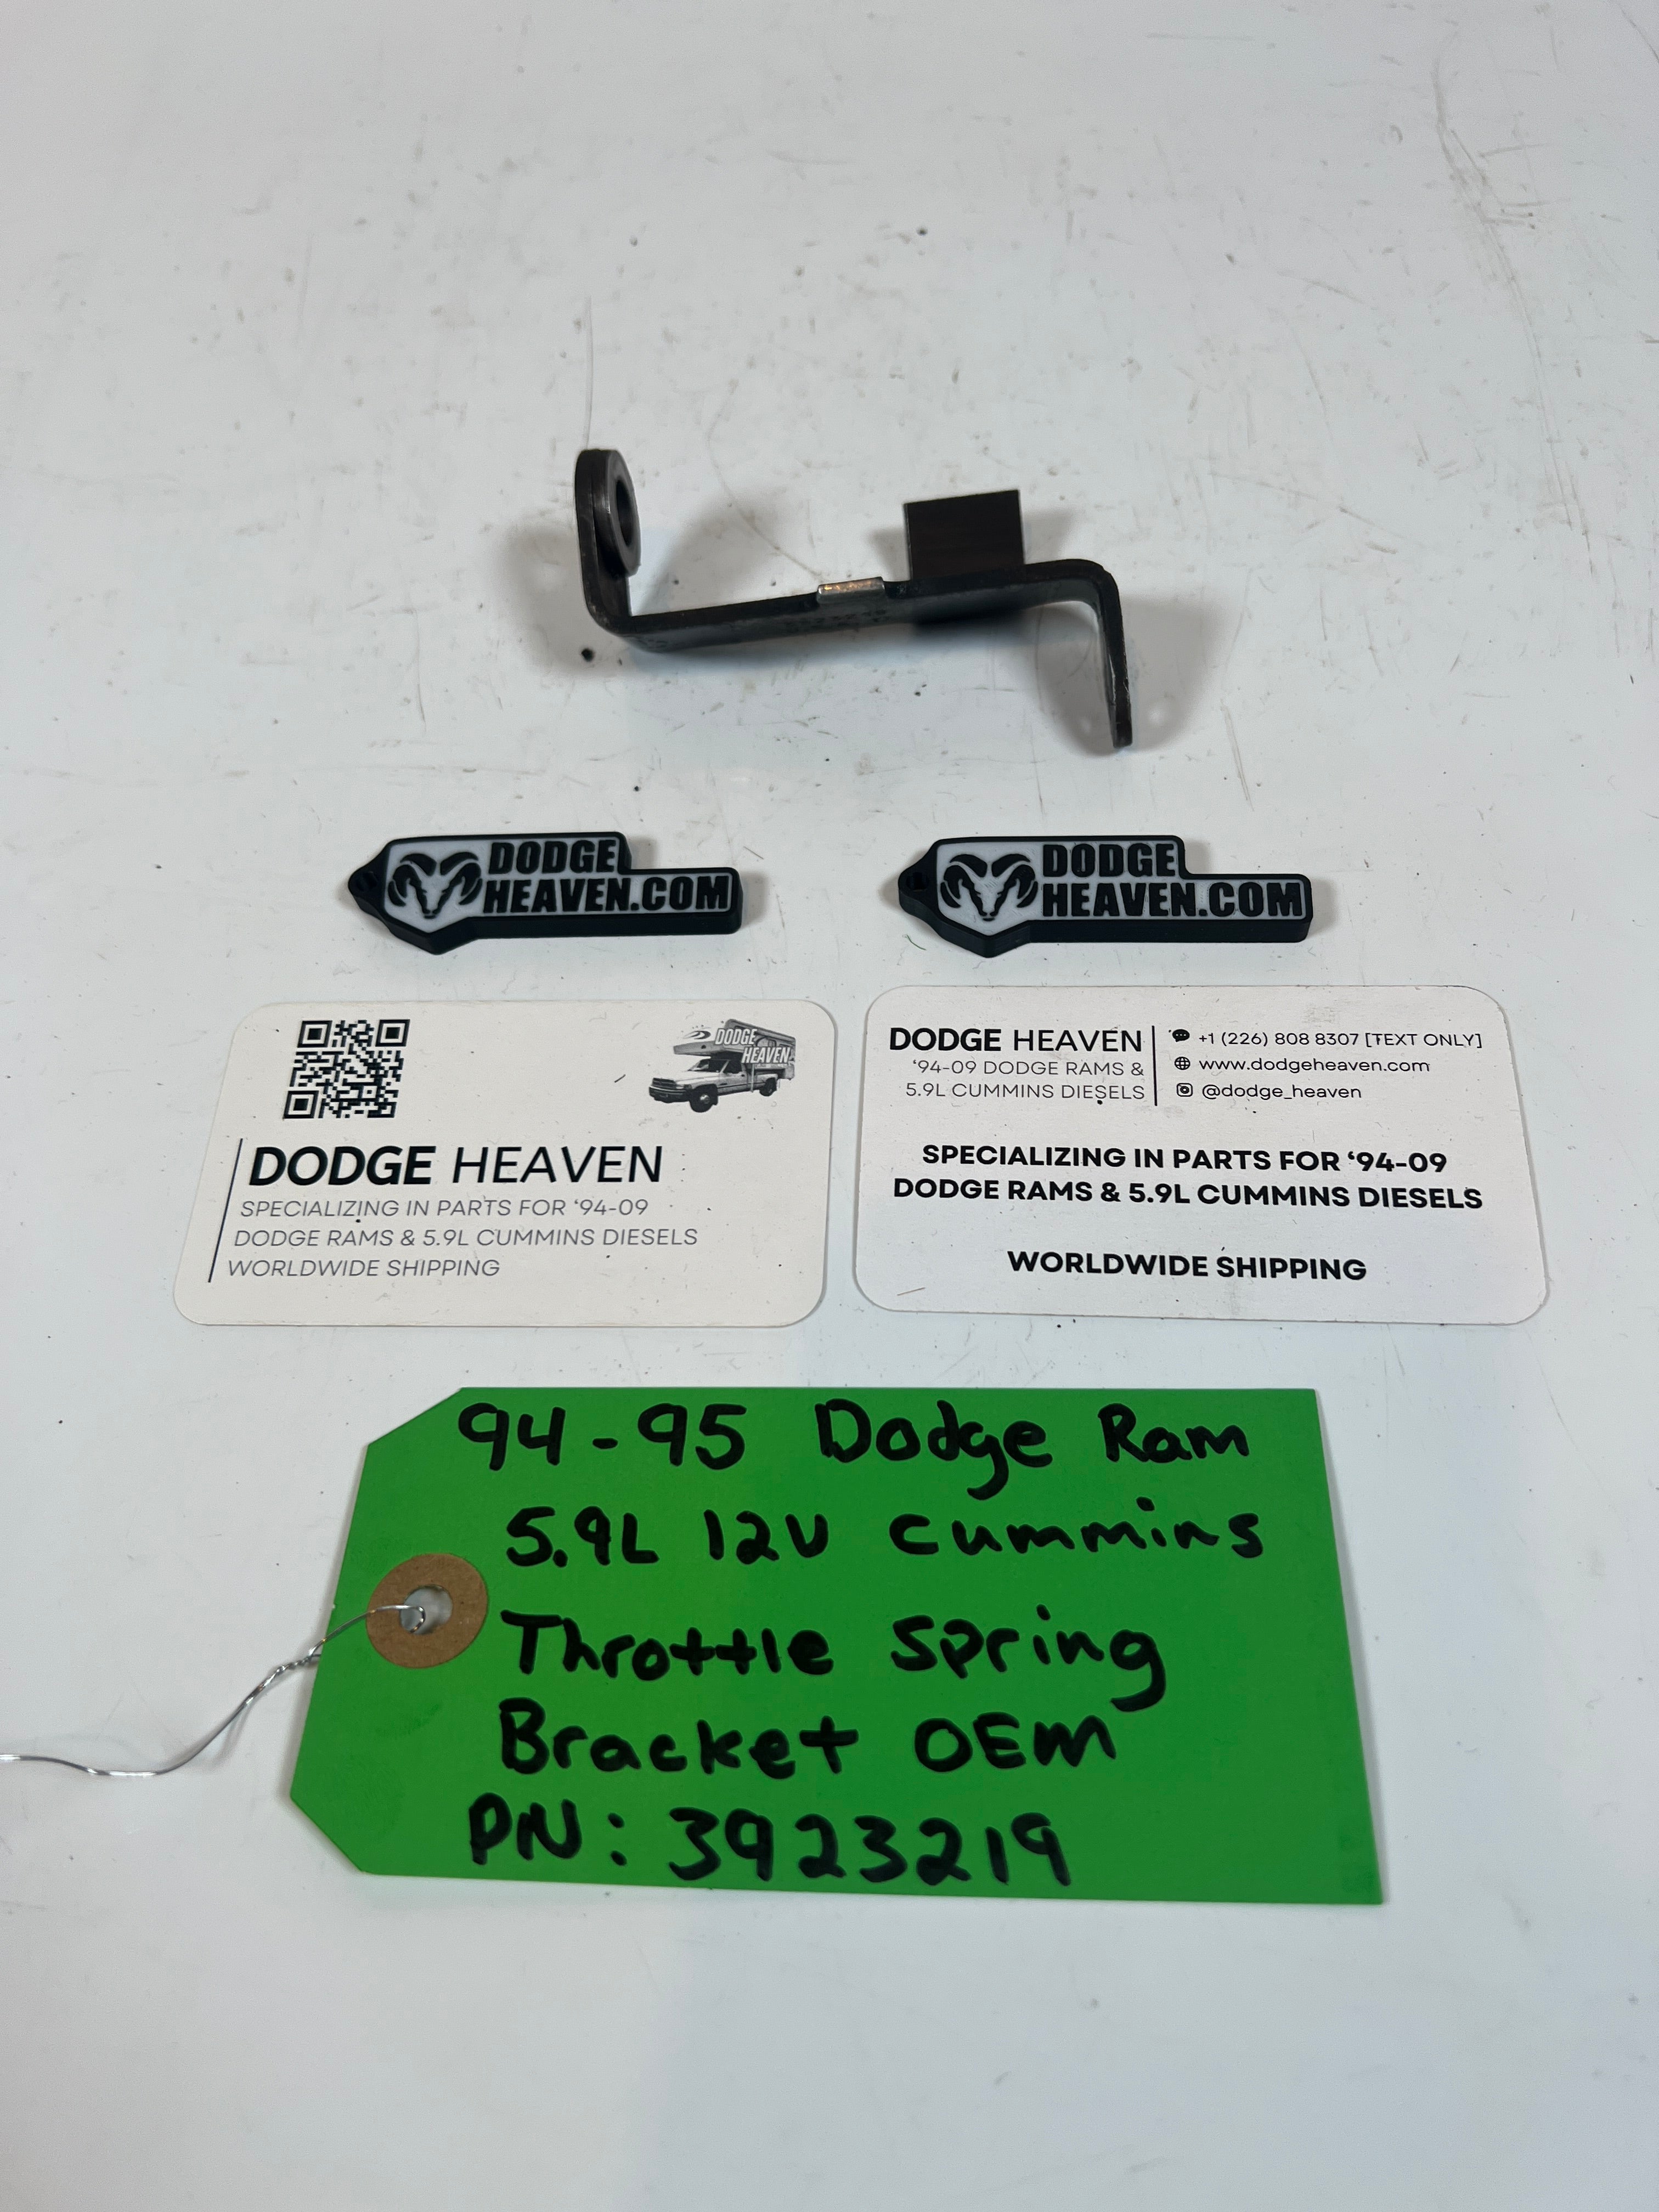 DODGE
HEAVEN.COM
DODGE
HEAVEN.COM
DODGE
HEAVEN
DODGE HEAVEN
SPECIALIZING IN PARTS FOR ‘94-09
DODGE RAMS & 5.9L CUMMINS DIESELS
WORLDWIDE SHIPPING
DODGE HEAVEN
‘94-09 DODGE RAMS &
5.9L CUMMINS DIESELS
+1 (226) 808 8307 [TEXT ONLY]
www.dodgeheaven.com
@dodge_heaven
SPECIALIZING IN PARTS FOR ‘94-09
DODGE RAMS & 5.9L CUMMINS DIESELS
WORLDWIDE SHIPPING
94-95 Dodge Ram
5.9L 12V Cummins
Throttle Spring
Bracket OEM
PN: 3923219